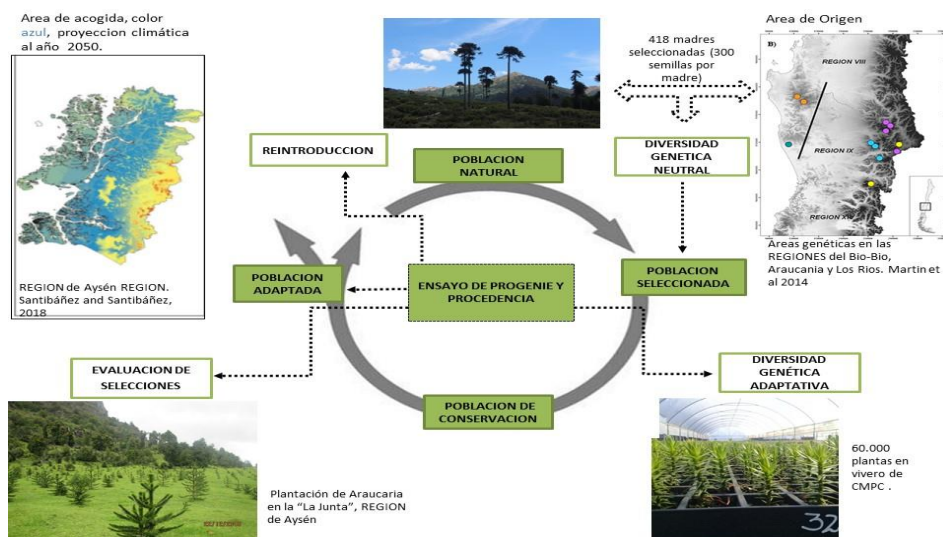 Area de acogida, color
azul, proyeccion climática
al año 2050.
REGION de Aysén REGION.
Santibáñez and Santibáñez,
2018
418 madres
seleccionadas (300
semillas por
madre)
Area de Origen
B)
REGION VIII
REGION IX
Áreas genéticas en las
REGIONES del Bio-Bio,
Araucania y Los Rios. Martin et
al 2014
REINTRODUCCION
POBLACION
NATURAL
DIVERSIDAD
GENETICA
NEUTRAL
POBLACION
ADAPTADA
ENSAYO DE PROGENIE Y
PROCEDENCIA
POBLACION
SELECCIONADA
EVALUACION DE
SELECCIONES
DIVERSIDAD
GENÉTICA
ADAPTATIVA
POBLACION DE
CONSERVACION
Plantación de Araucaria
en la “La Junta”, REGION
de Aysén
32
60.000
plantas en
vivero de
CMPC .